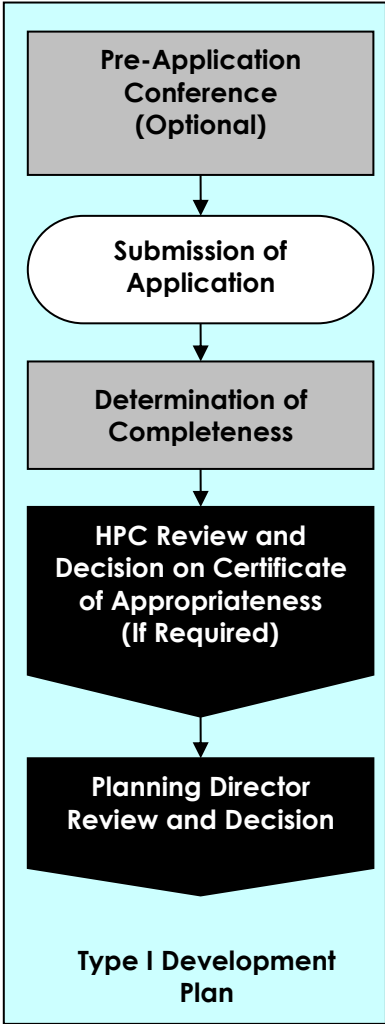 Pre-Application
Conference
(Optional)
Submission of
Application
Determination of
Completeness
HPC Review and
Decision on Certificate
of Appropriateness
(If Required)
Planning Director
Review and Decision
Type I Development
Plan